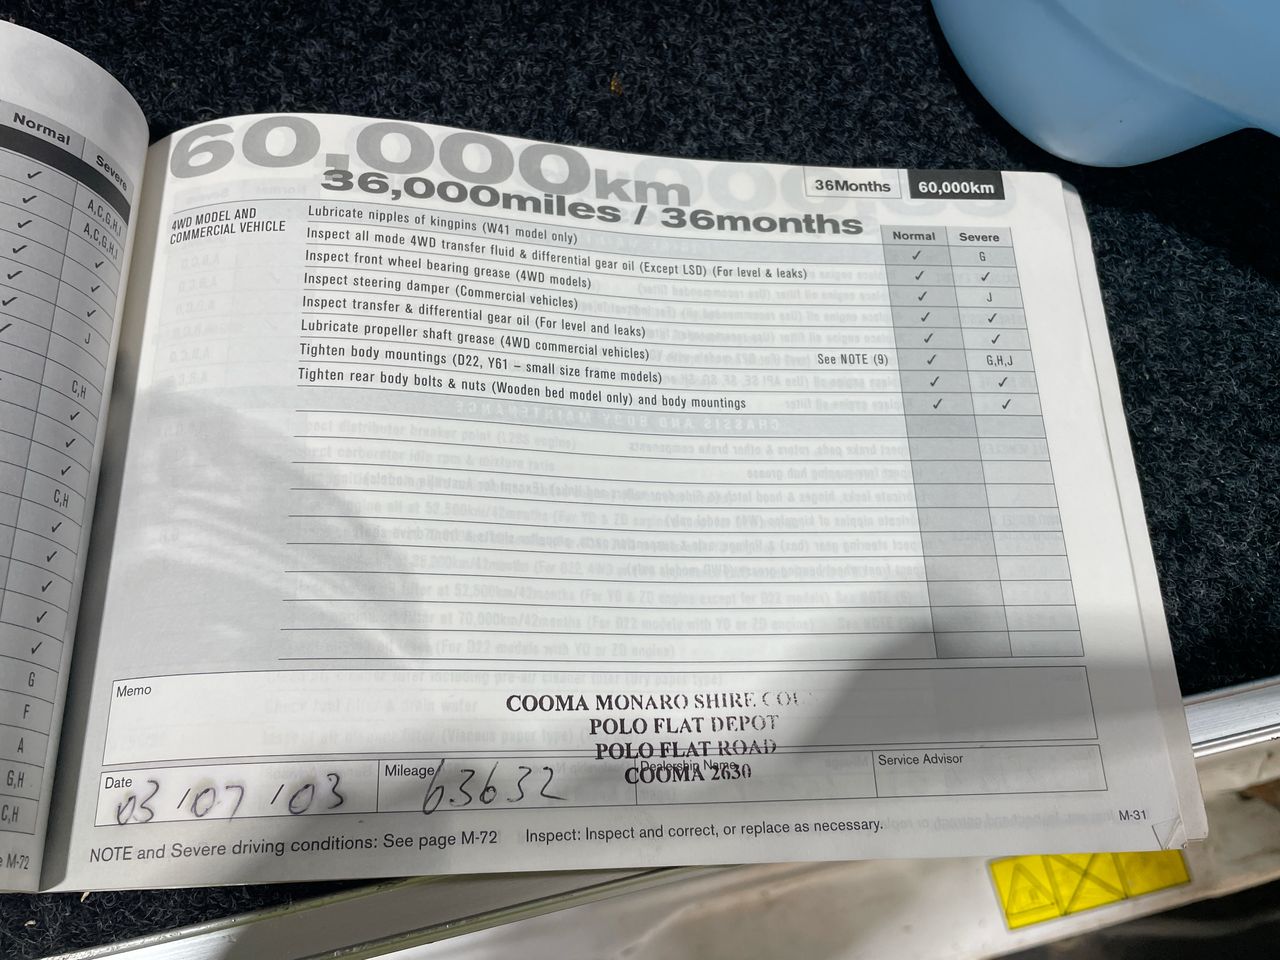 Normal
Severe
A,C,G,H,I
A,C,G,H,I
J
C,H
C,H
G
F
A
G,H
C,H
M-72
60,000km
36,000miles / 36months
36Months 60,000km
Normal Severe
4WD MODEL AND
COMMERCIAL VEHICLE
Lubricate nipples of kingpins (W41 model only) ✓ G
Inspect all mode 4WD transfer fluid & differential gear oil (Except LSD) (For level & leaks) ✓ ✓
Inspect front wheel bearing grease (4WD models) ✓ J
Inspect steering damper (Commercial vehicles) ✓ ✓
Inspect transfer & differential gear oil (For level and leaks) ✓ ✓
Lubricate propeller shaft grease (4WD commercial vehicles) See NOTE (9) ✓ G,H,J
Tighten body mountings (D22, Y61 – small size frame models) ✓ ✓
Tighten rear body bolts & nuts (Wooden bed model only) and body mountings ✓ ✓
Memo
COOMA MONARO SHIRE
POLO FLAT DEPOT
POLO FLAT ROAD
COOMA 2630
Date 03/07/03
Mileage 63632
Dealership Name
Service Advisor
NOTE and Severe driving conditions: See page M-72 Inspect: Inspect and correct, or replace as necessary.
M-31